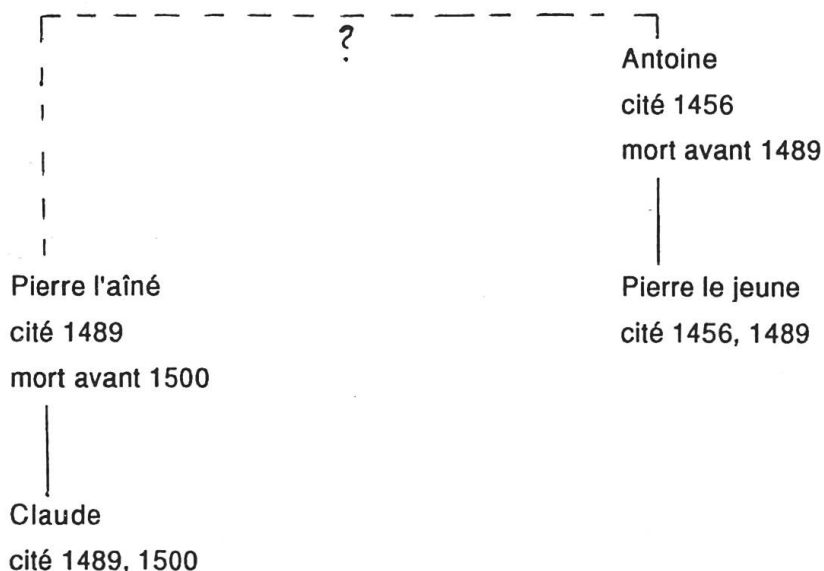 ?
Antoine
cité 1456
mort avant 1489
Pierre l'aîné
cité 1489
mort avant 1500
Pierre le jeune
cité 1456, 1489
Claude
cité 1489, 1500